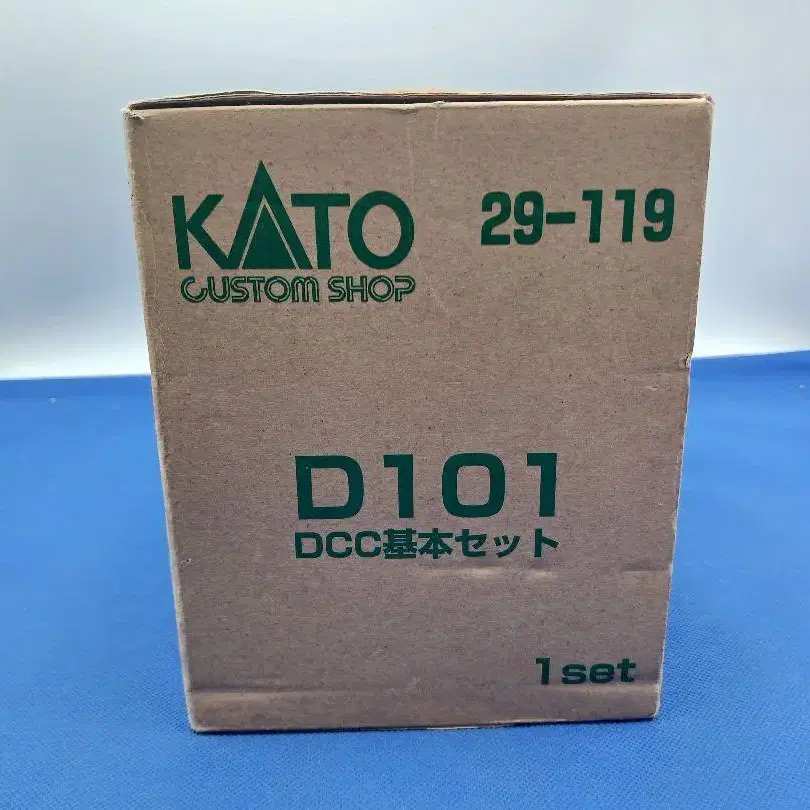 KATO 29-119
CUSTOM SHOP
D101
DCC基本セット
1set